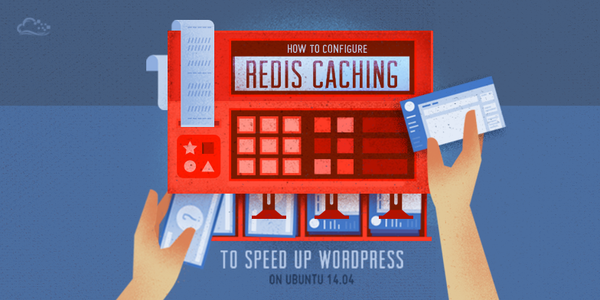 HOW TO CONFIGURE
REDIS CACHING
TO SPEED UP WORDPRESS
ON UBUNTU 14.04